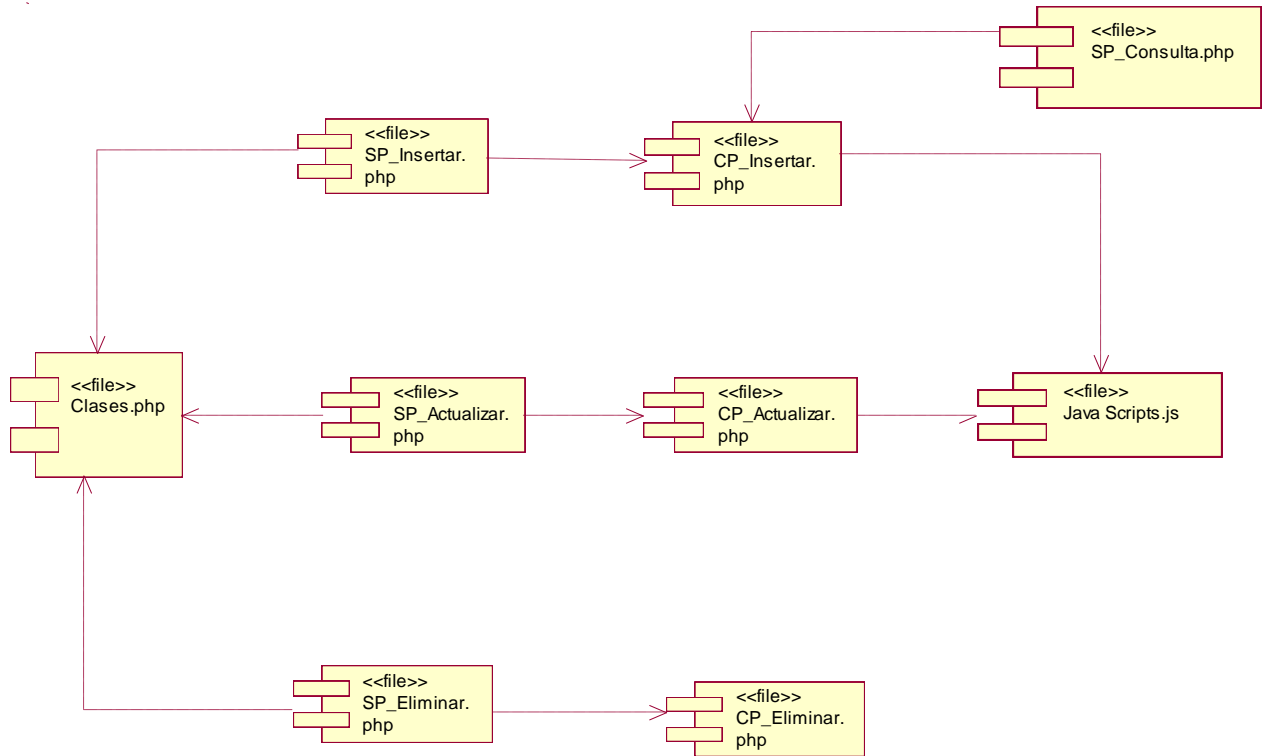 <<file>>
SP_Consulta.php
<<file>>
SP_Insertar.
php
<<file>>
CP_Insertar.
php
<<file>>
Clases.php
<<file>>
SP_Actualizar.
php
<<file>>
CP_Actualizar.
php
<<file>>
Java Scripts.js
<<file>>
SP_Eliminar.
php
<<file>>
CP_Eliminar.
php